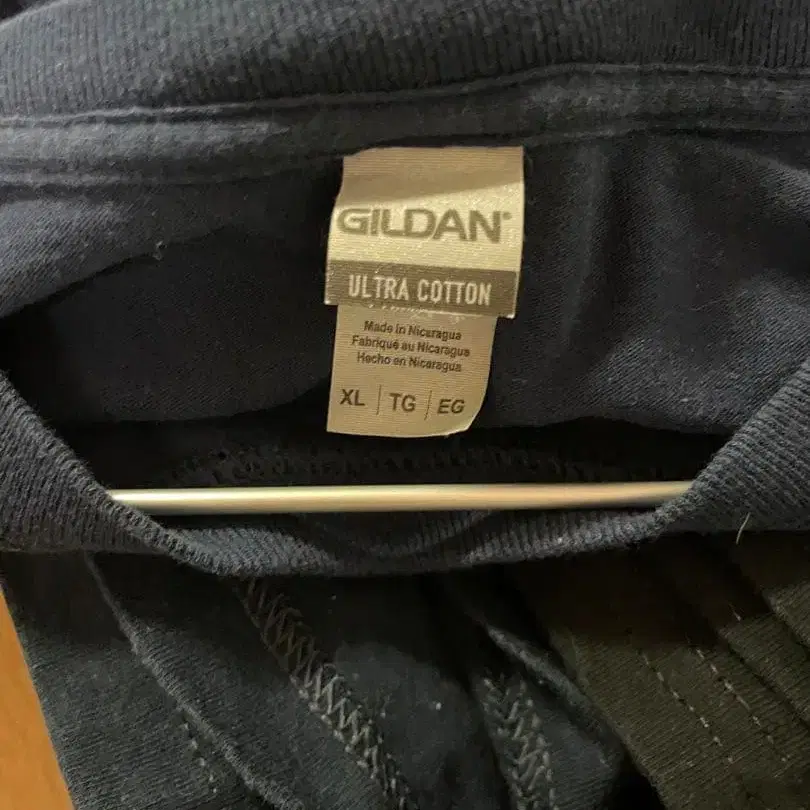 GILDAN®
ULTRA COTTON
Made in Nicaragua
Fabriqué au Nicaragua
Hecho en Nicaragua
XL | TG | EG